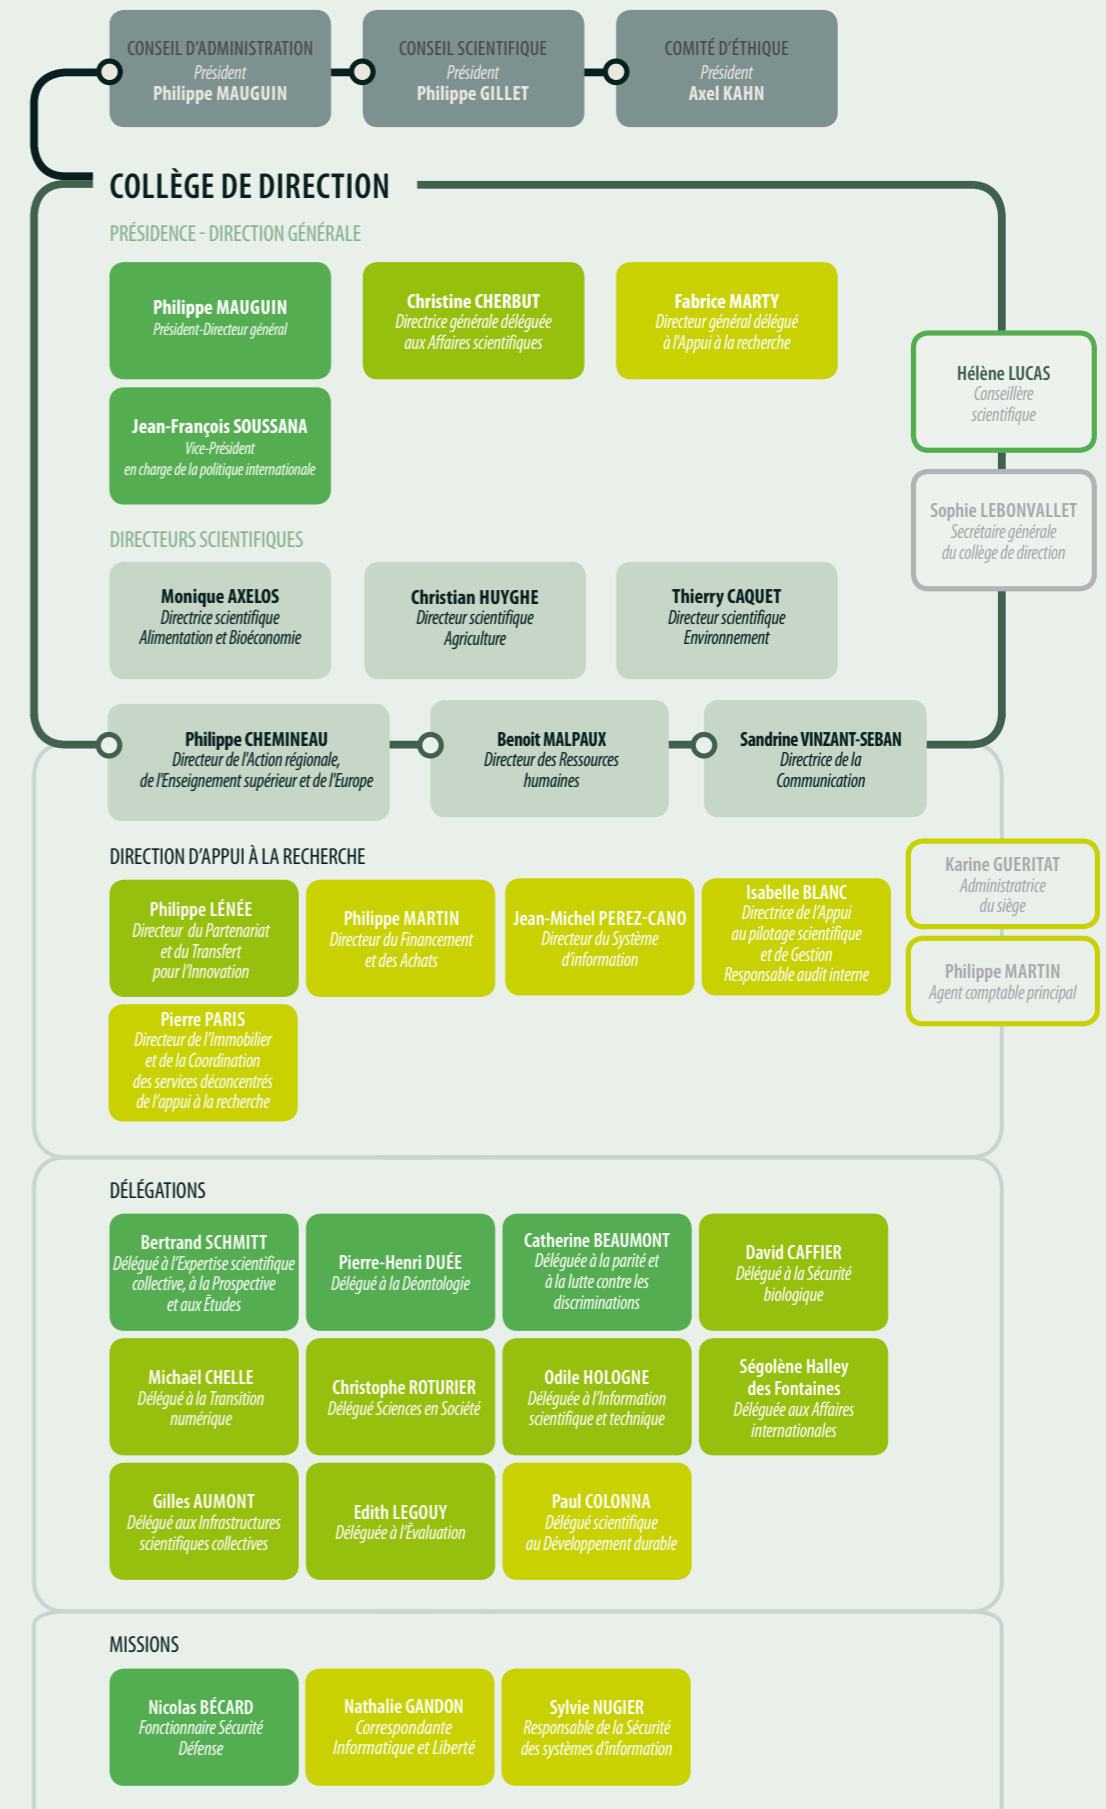 CONSEIL D'ADMINISTRATION
Président
Philippe MAUGUIN
CONSEIL SCIENTIFIQUE
Président
Philippe GILLET
COMITÉ D'ÉTHIQUE
Président
Axel KAHN
COLLÈGE DE DIRECTION
PRÉSIDENCE - DIRECTION GÉNÉRALE
Philippe MAUGUIN
Président-Directeur général
Christine CHERBUT
Directrice générale déléguée
aux Affaires scientifiques
Fabrice MARTY
Directeur général délégué
à l'Appui à la recherche
Hélène LUCAS
Conseillère
scientifique
Jean-François SOUSSANA
Vice-Président
en charge de la politique internationale
Sophie LEBONVALLET
Secrétaire générale
du collège de direction
DIRECTEURS SCIENTIFIQUES
Monique AXELOS
Directrice scientifique
Alimentation et Bioéconomie
Christian HUYGHE
Directeur scientifique
Agriculture
Thierry CAQUET
Directeur scientifique
Environnement
Philippe CHEMINEAU
Directeur de l'Action régionale,
de l'Enseignement supérieur et de l'Europe
Benoit MALPAUX
Directeur des Ressources
humaines
Sandrine VINZANT-SEBAN
Directrice de la
Communication
DIRECTION D'APPUI À LA RECHERCHE
Philippe LÉNÉE
Directeur du Partenariat
et du Transfert
pour l'Innovation
Philippe MARTIN
Directeur du Financement
et des Achats
Jean-Michel PEREZ-CANO
Directeur du Système
d'information
Isabelle BLANC
Directrice de l'Appui
au pilotage scientifique
et de Gestion
Responsable audit interne
Karine GUERITAT
Administratrice
du siège
Philippe MARTIN
Agent comptable principal
Pierre PARIS
Directeur de l'Immobilier
et de la Coordination
des services déconcentrés
de l'appui à la recherche
DÉLÉGATIONS
Bertrand SCHMITT
Délégué à l'Expertise scientifique
collective, à la Prospective
et aux Études
Pierre-Henri DUÉE
Délégué à la Déontologie
Catherine BEAUMONT
Déléguée à la parité et
à la lutte contre les
discriminations
David CAFFIER
Délégué à la Sécurité
biologique
Michaël CHELLE
Délégué à la Transition
numérique
Christophe ROTURIER
Délégué Sciences en Société
Odile HOLOGNE
Déléguée à l'Information
scientifique et technique
Ségolène Halley
des Fontaines
Déléguée aux Affaires
internationales
Gilles AUMONT
Délégué aux Infrastructures
scientifiques collectives
Edith LEGOUY
Déléguée à l'Évaluation
Paul COLONNA
Délégué scientifique
au Développement durable
MISSIONS
Nicolas BÉCARD
Fonctionnaire Sécurité
Défense
Nathalie GANDON
Correspondante
Informatique et Liberté
Sylvie NUGIER
Responsable de la Sécurité
des systèmes d'information